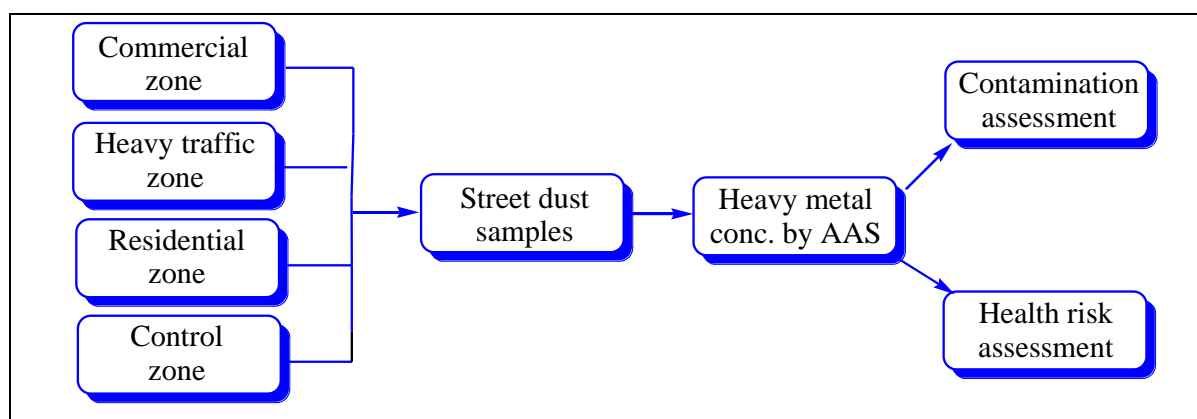 Commercial
zone
Heavy traffic
zone
Residential
zone
Control
zone
Street dust
samples
Heavy metal
conc. by AAS
Contamination
assessment
Health risk
assessment